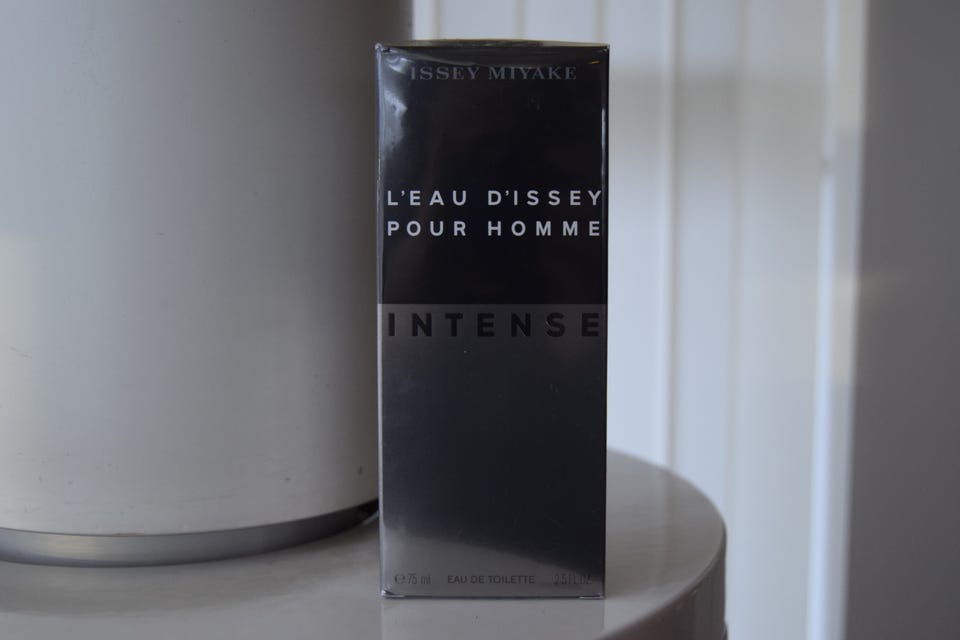 ISSEY MIYAKE
L'EAU D'ISSEY
POUR HOMME
INTENSE
℮ 75 ml EAU DE TOILETTE 2.5 FL.OZ.